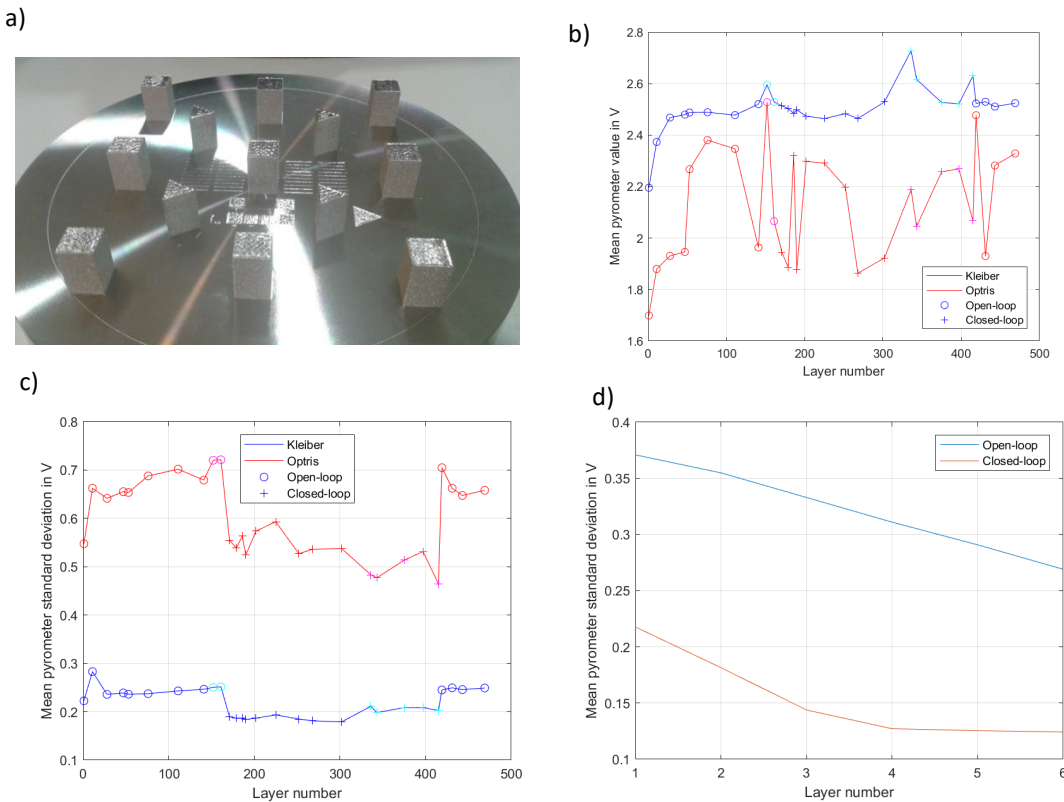 a)
b)
Mean pyrometer value in V
2.8
2.6
2.4
2.2
2
1.8
1.6
0
100
200
300
400
500
Layer number
Kleiber
Optris
Open-loop
Closed-loop
c)
Mean pyrometer standard deviation in V
0.8
0.7
0.6
0.5
0.4
0.3
0.2
0.1
0
100
200
300
400
500
Layer number
Kleiber
Optris
Open-loop
Closed-loop
d)
Mean pyrometer standard deviation in V
0.4
0.35
0.3
0.25
0.2
0.15
0.1
1
2
3
4
5
6
Layer number
Open-loop
Closed-loop